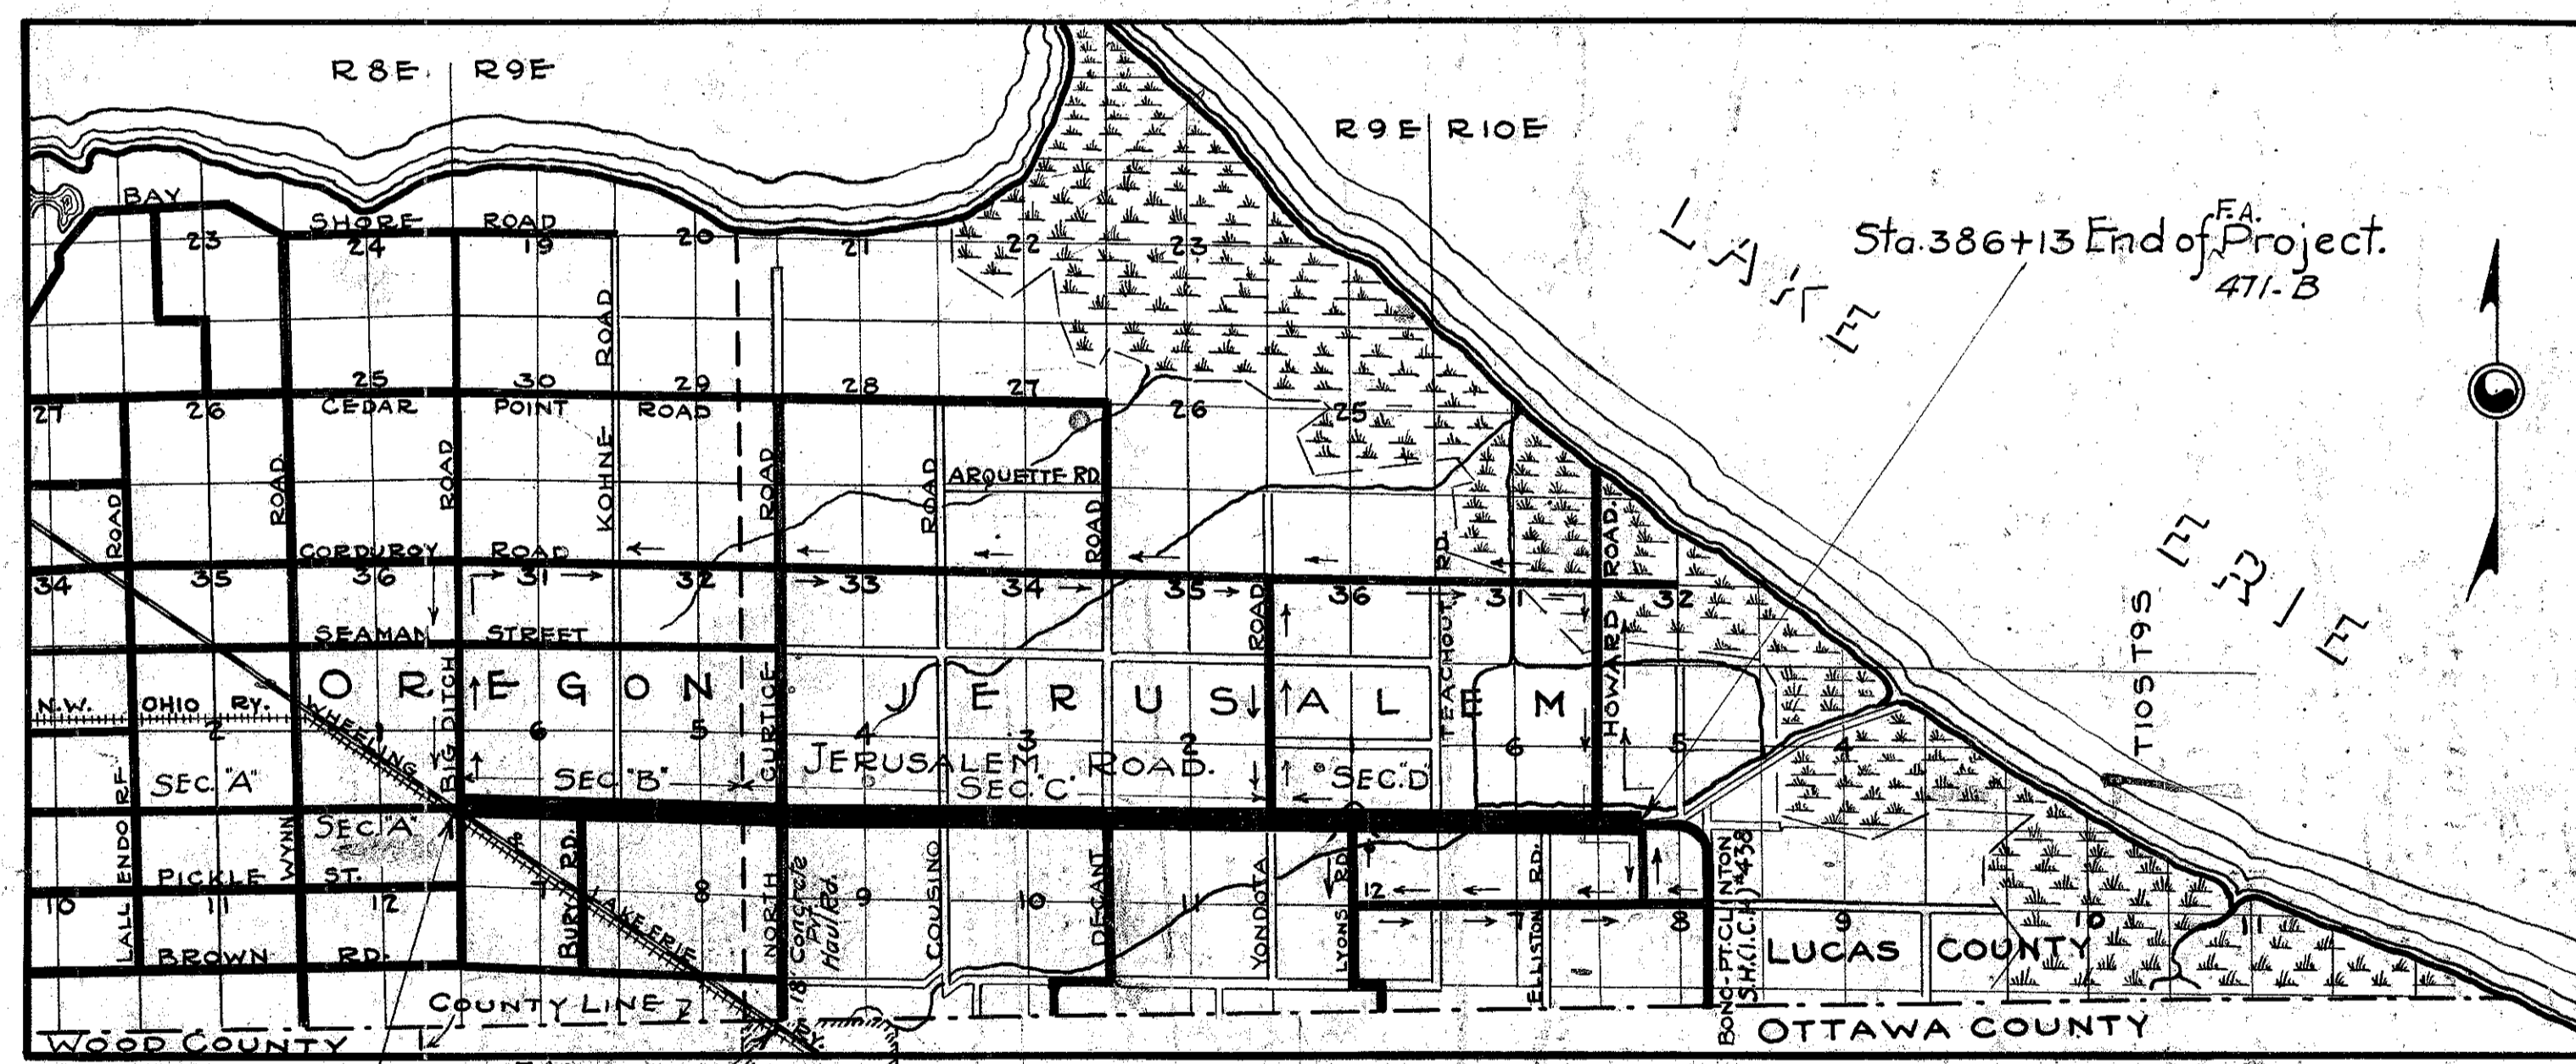 R8E R9E
R9E R10E
LAKE
ERIE
Sta. 386+13 End of F.A. Project.
471-B
BAY
SHORE ROAD
23 24 19 20 21 22 23
KOHNE ROAD
25 30 29 28 27
27 26 CEDAR POINT ROAD 26 25
ROAD ROAD ROAD ROAD ROAD ROAD
ARQUETTE RD.
CORDUROY ROAD
34 35 36 31 32 33 34 35 36 31 32
TEACHOUT RD.
HOWARD ROAD.
ROAD
T10S T9S
SEAMAN STREET
OREGON JERUSALEM
N.W. OHIO RY.
WHEELING
BIG DITCH
CURTICE
2 1 6 5 4 3 2 1 6 5 4
JERUSALEM ROAD.
SEC. "A" SEC. "B" SEC. "C" SEC. "D"
SEC. "A"
LALLENDORF
WYNN
PICKLE ST.
BURY RD.
& LAKE ERIE
RY.
NORTH
18' Concrete
Pv't.
Haul Rd.
COUSINO
DECANT
YONDOTA
LYONS RD.
ELLISTON RD.
BONO-PT. CLINTON
S.H.(I.C.H.) #438
10 11 12 7 8 9 10 11 12 7 8 9 10 11
BROWN RD.
LUCAS COUNTY
COUNTY LINE
WOOD COUNTY
OTTAWA COUNTY